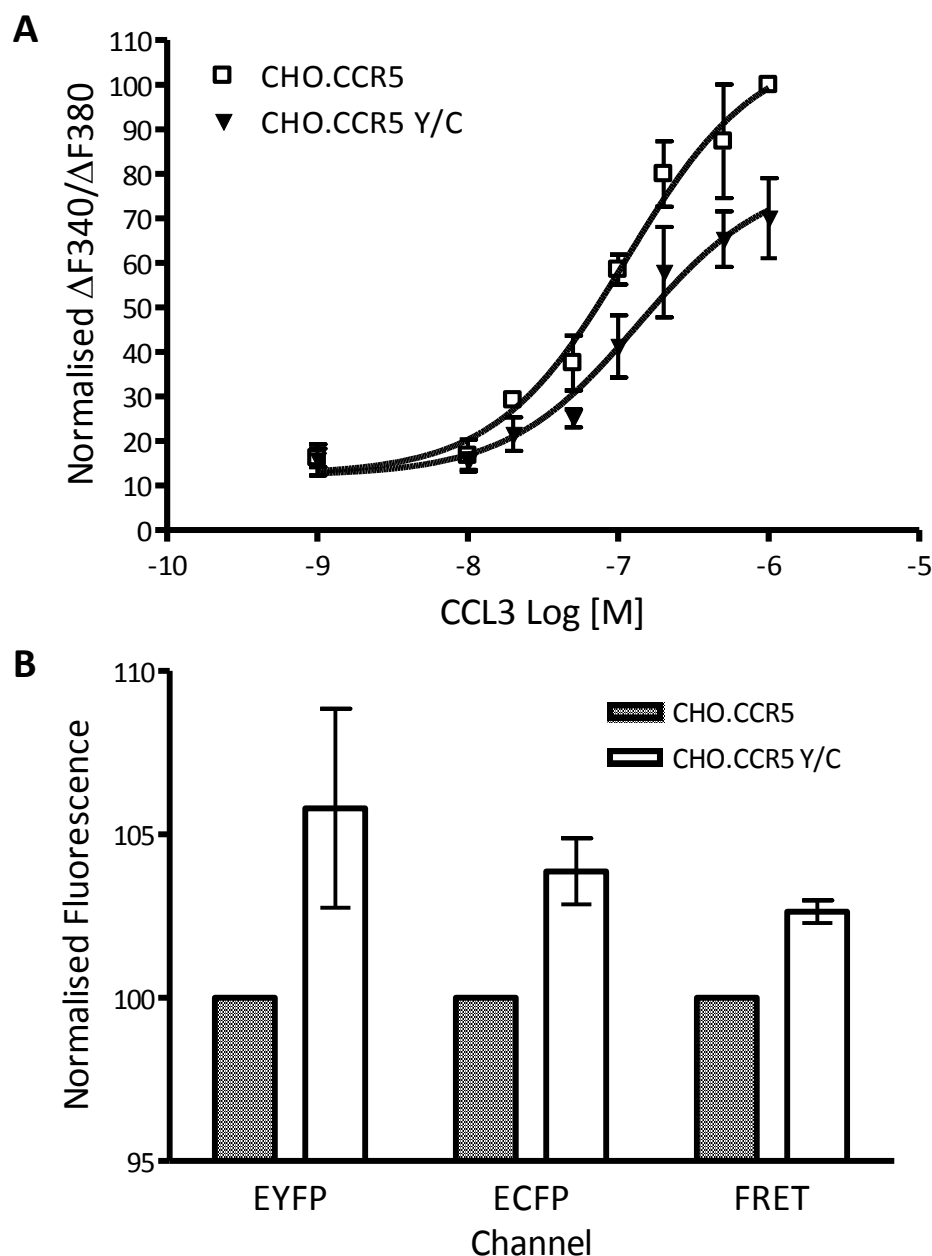 A
110
100
90
80
70
60
50
40
30
20
10
0
Normalised ΔF340/ΔF380
CHO.CCR5
CHO.CCR5 Y/C
-10
-9
-8
-7
-6
-5
CCL3 Log [M]
B
110
105
100
95
Normalised Fluorescence
CHO.CCR5
CHO.CCR5 Y/C
EYFP
ECFP
FRET
Channel